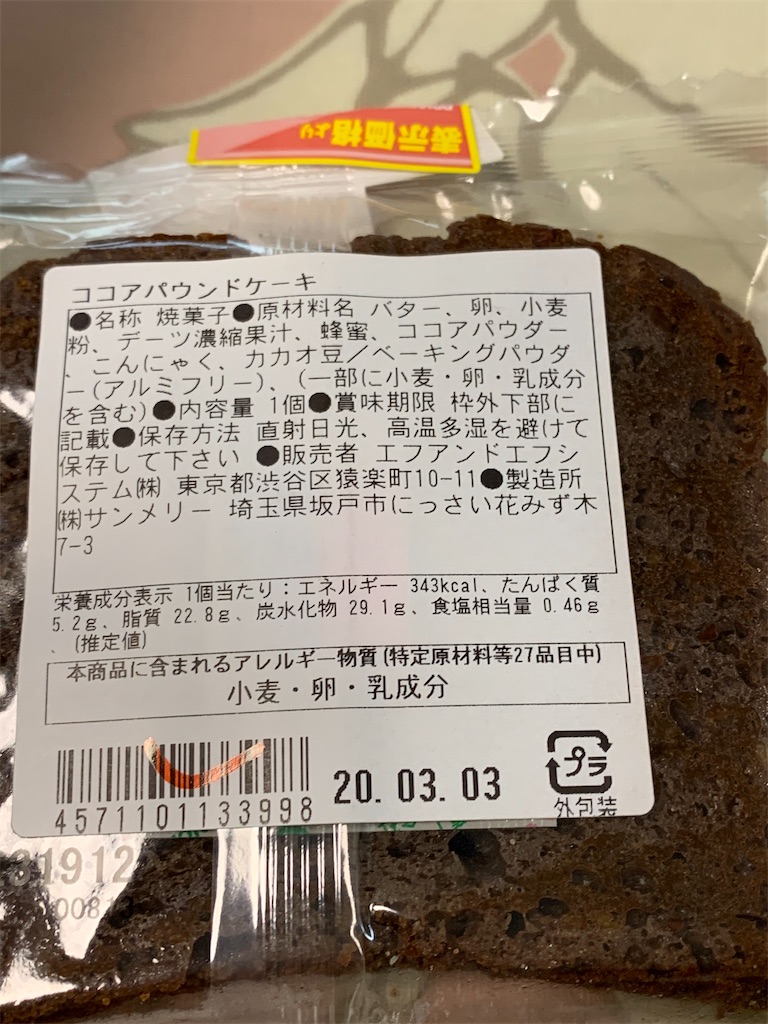 表示価格より
ココアパウンドケーキ
●名称 焼菓子●原材料名 バター、卵、小麦
粉、デーツ濃縮果汁、蜂蜜、ココアパウダー
、こんにゃく、カカオ豆／ベーキングパウダ
ー(アルミフリー)、(一部に小麦・卵・乳成分
を含む)●内容量 1個●賞味期限 枠外下部に
記載●保存方法 直射日光、高温多湿を避けて
保存して下さい ●販売者 エフアンドエフシ
ステム㈱ 東京都渋谷区猿楽町10-11●製造所
㈱サンメリー 埼玉県坂戸市にっさい花みず木
7-3
栄養成分表示 1個当たり：エネルギー 343kcal、たんぱく質
5.2g、脂質 22.8g、炭水化物 29.1g、食塩相当量 0.46g
、(推定値)
本商品に含まれるアレルギー物質(特定原材料等27品目中)
小麦・卵・乳成分
4571101133998
20.03.03
プラ
外包装
31912